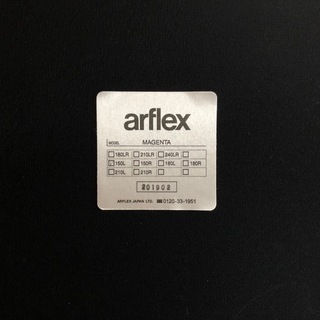 arflex
MODEL MAGENTA
180LR 210LR 240LR
150L 150R 180L 180R
210L 210R
201902
ARFLEX JAPAN LTD. ☎0120-33-1951